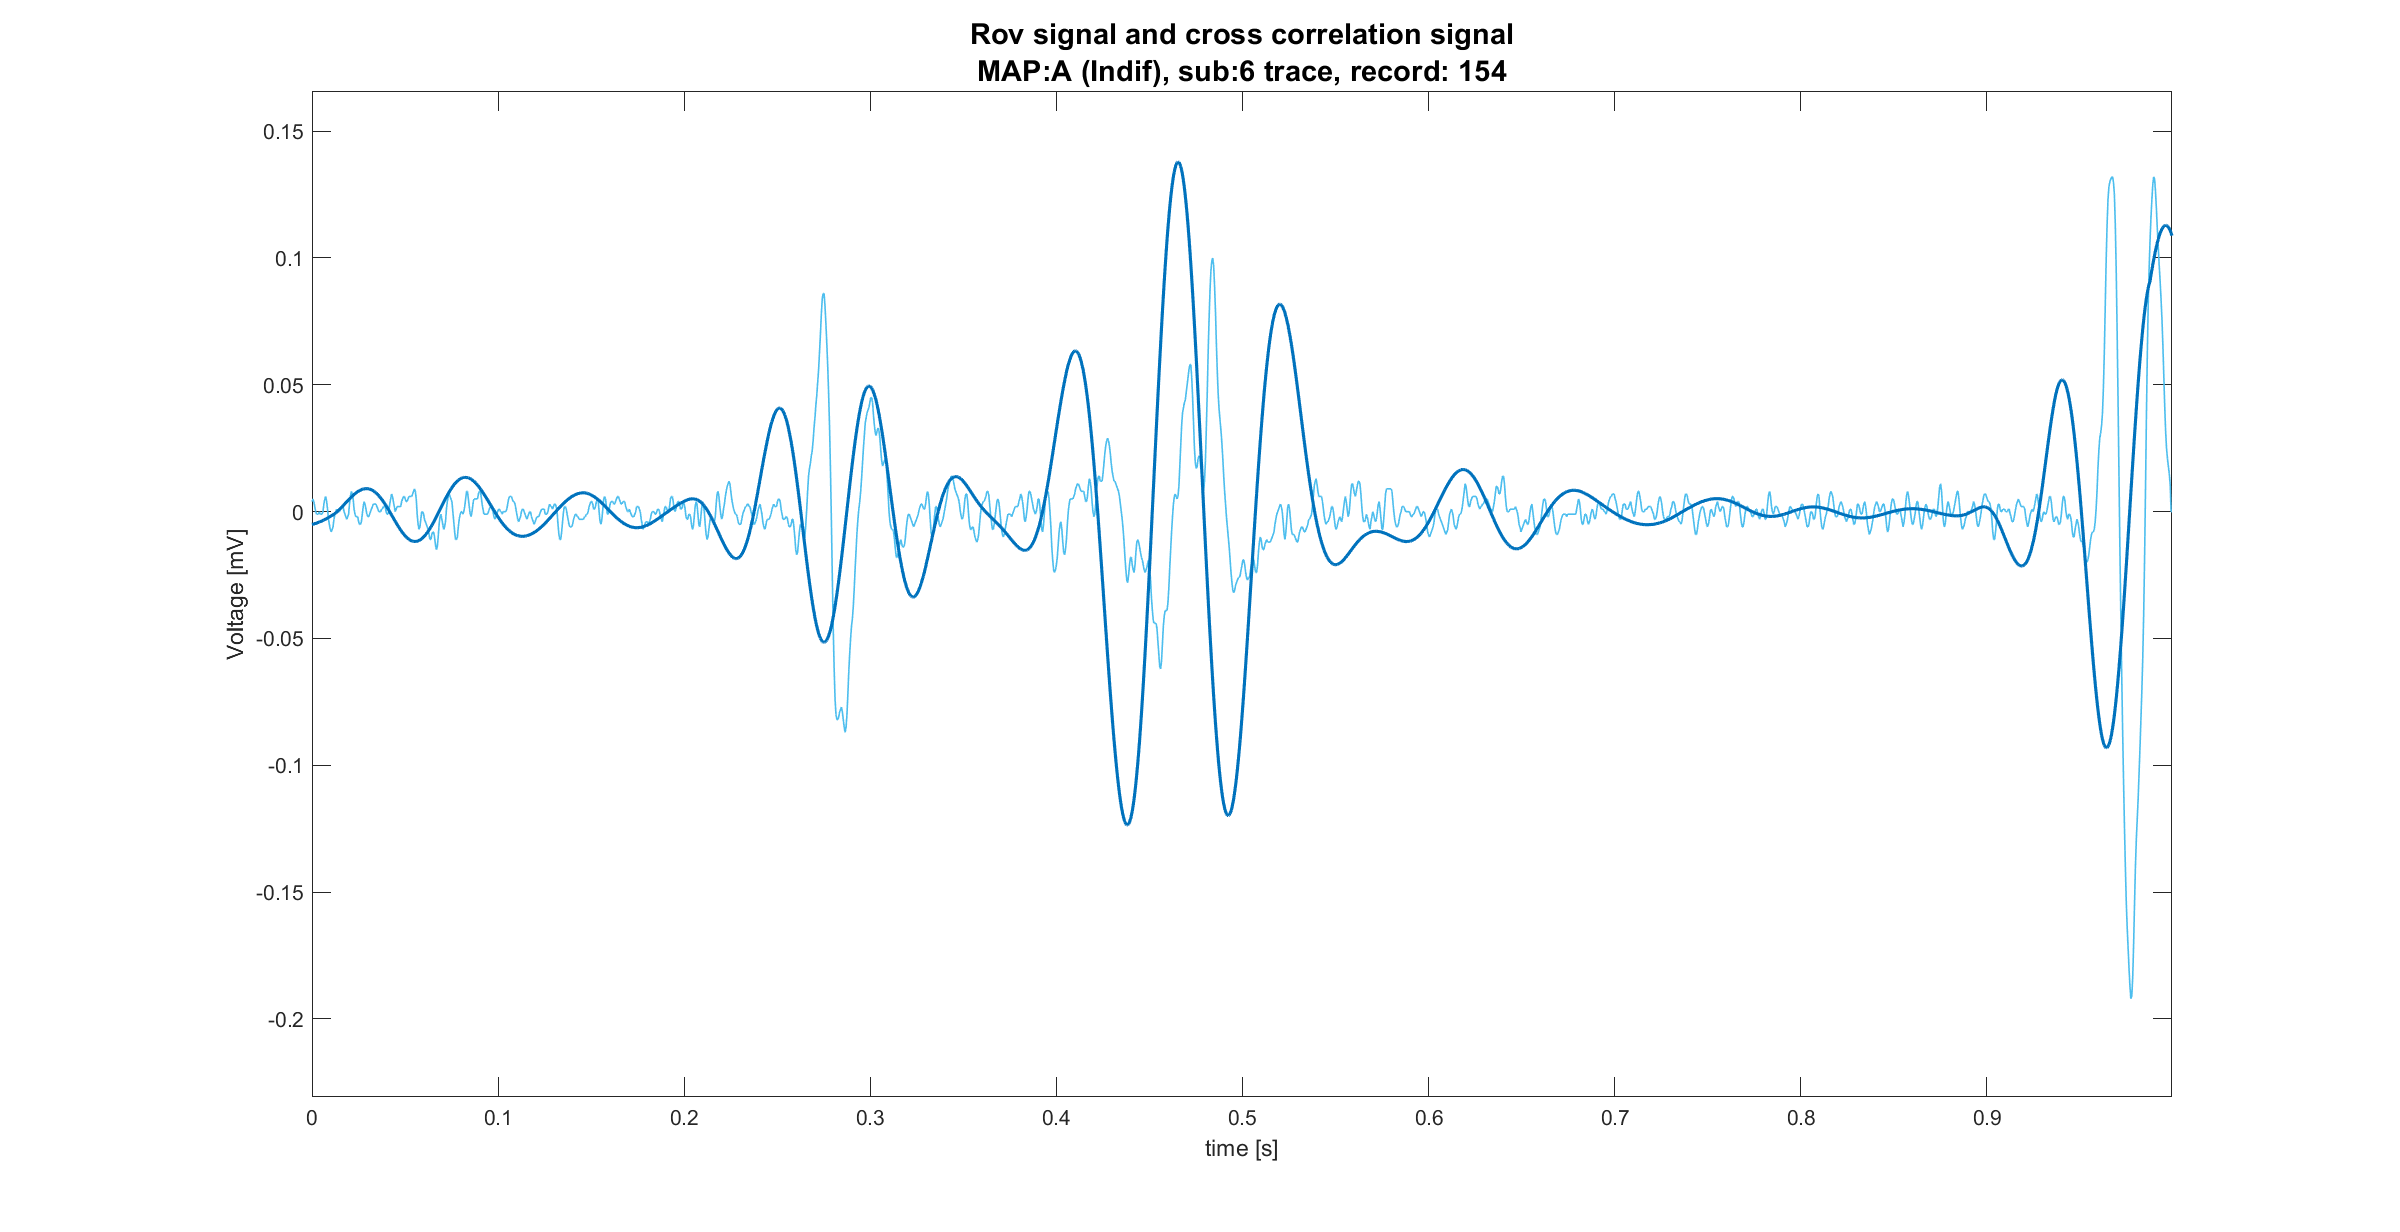 Rov signal and cross correlation signal
MAP:A (Indif), sub:6 trace, record: 154
0.15
0.1
0.05
0
-0.05
-0.1
-0.15
-0.2
Voltage [mV]
0 0.1 0.2 0.3 0.4 0.5 0.6 0.7 0.8 0.9
time [s]